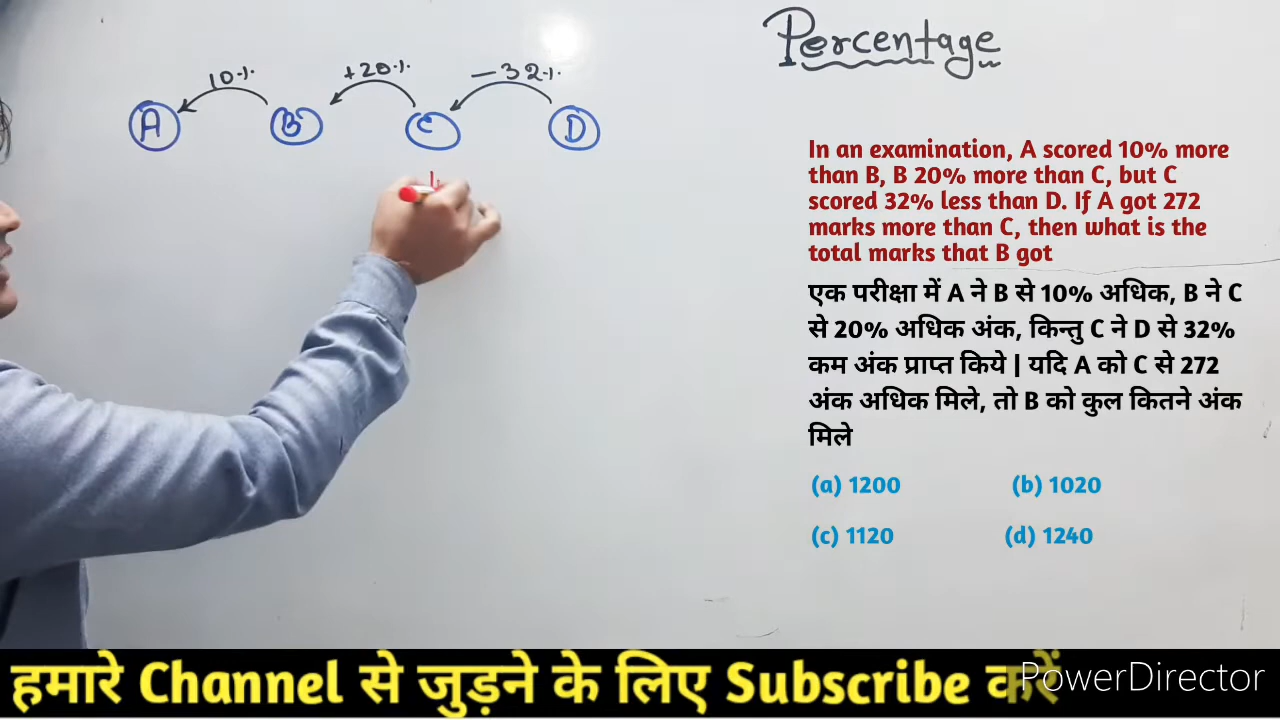 Percentage
10%
+20%
-32%
A
B
C
D
In an examination, A scored 10% more
than B, B 20% more than C, but C
scored 32% less than D. If A got 272
marks more than C, then what is the
total marks that B got
एक परीक्षा में A ने B से 10% अधिक, B ने C
से 20% अधिक अंक, किन्तु C ने D से 32%
कम अंक प्राप्त किये | यदि A को C से 272
अंक अधिक मिले, तो B को कुल कितने अंक
मिले
(a) 1200
(b) 1020
(c) 1120
(d) 1240
हमारे Channel से जुड़ने के लिए Subscribe करें
PowerDirector